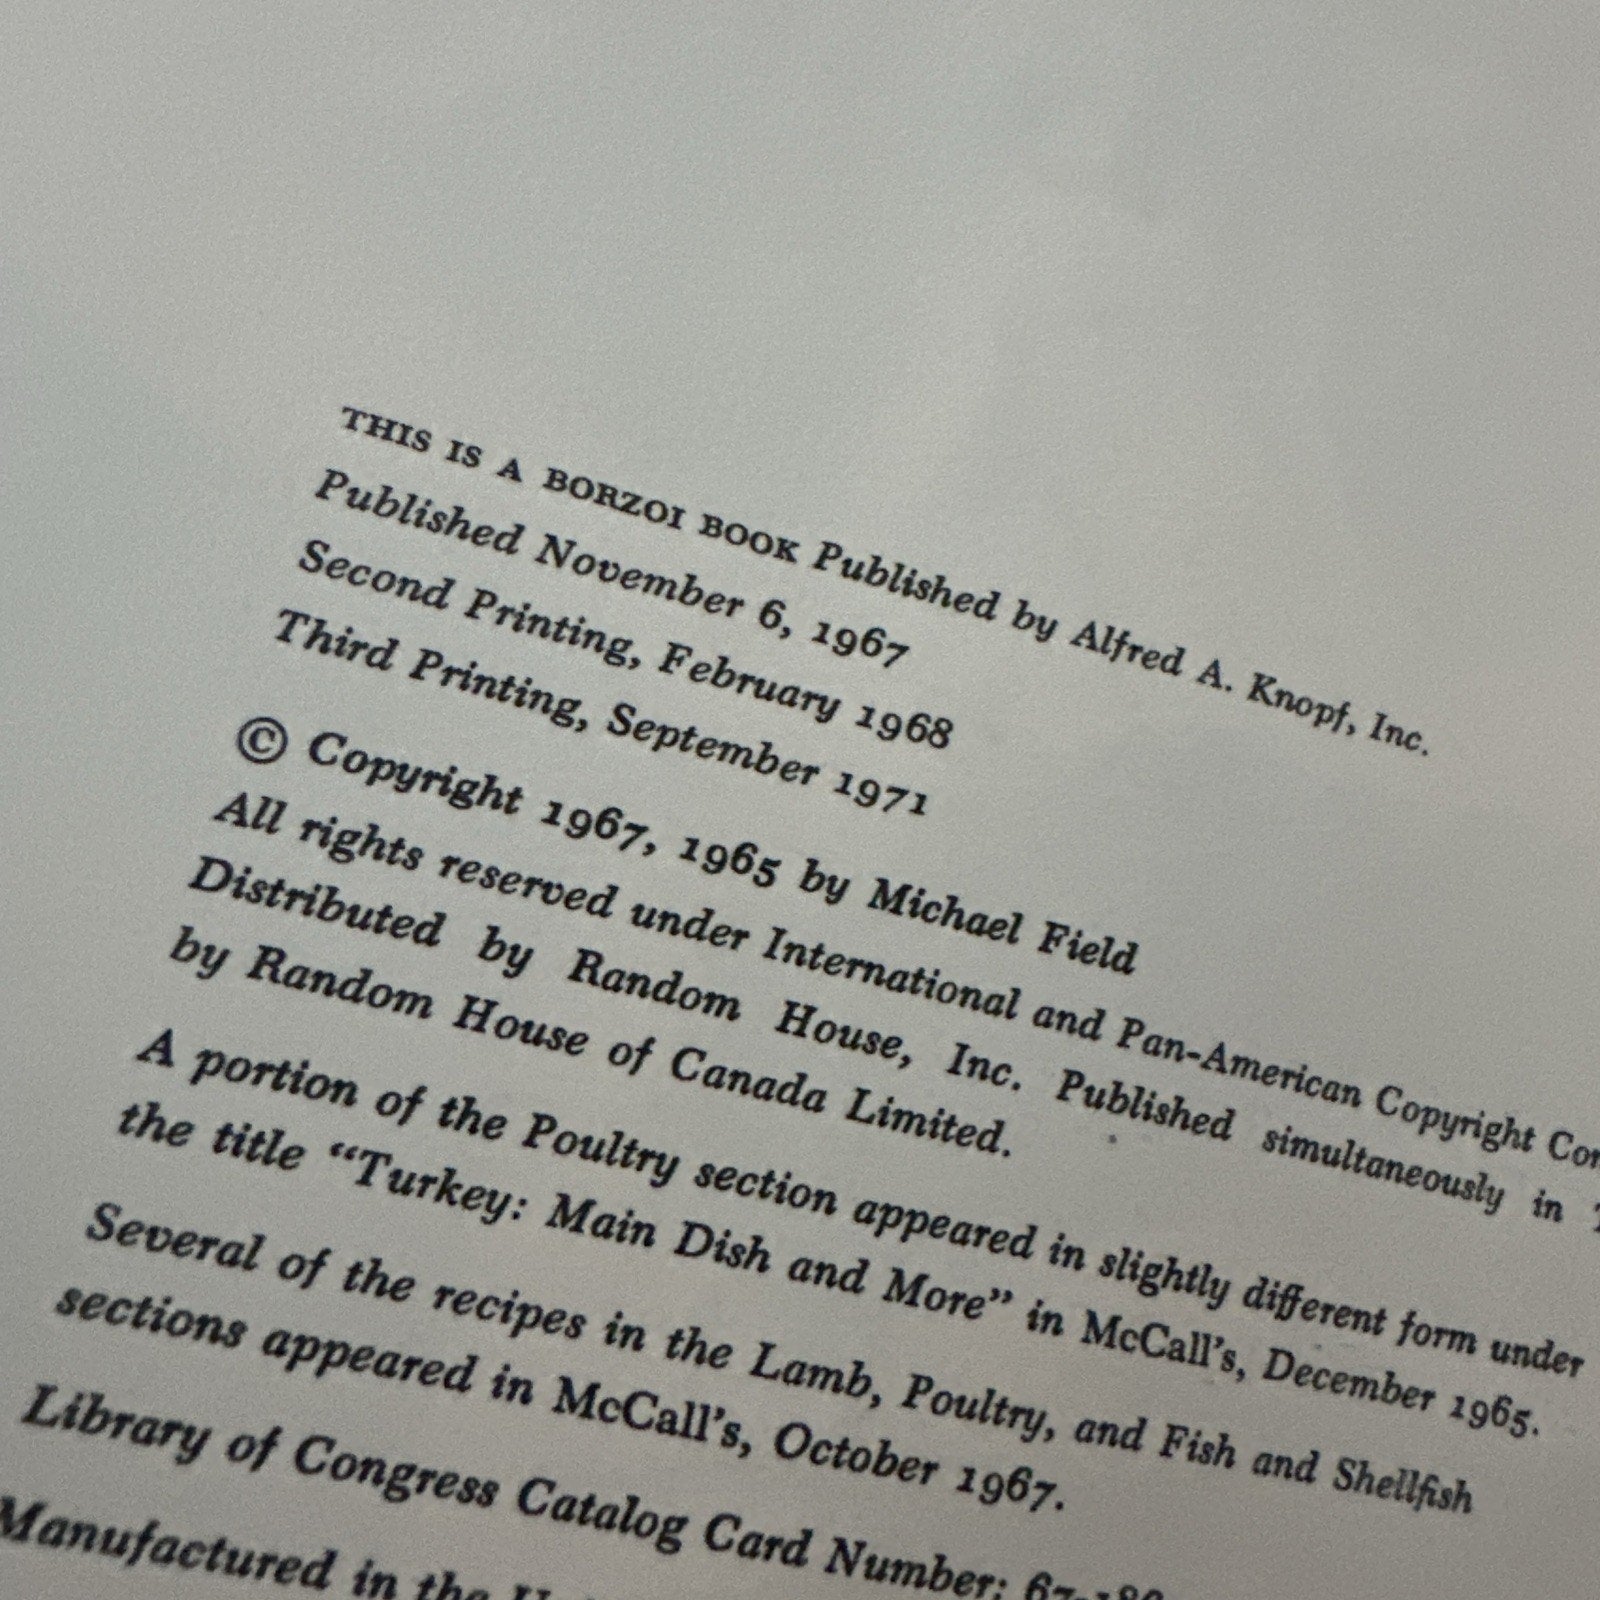 THIS IS A BORZOI BOOK Published by Alfred A. Knopf, Inc.
Published November 6, 1967
Second Printing, February 1968
Third Printing, September 1971
© Copyright 1967, 1965 by Michael Field
All rights reserved under International and Pan-American Copyright
Distributed by Random House, Inc. Published simultaneously in
by Random House of Canada Limited.
A portion of the Poultry section appeared in slightly different form under
the title “Turkey: Main Dish and More” in McCall’s, December 1965.
Several of the recipes in the Lamb, Poultry, and Fish and Shellfish
sections appeared in McCall’s, October 1967.
Library of Congress Catalog Card Number:
Manufactured in the